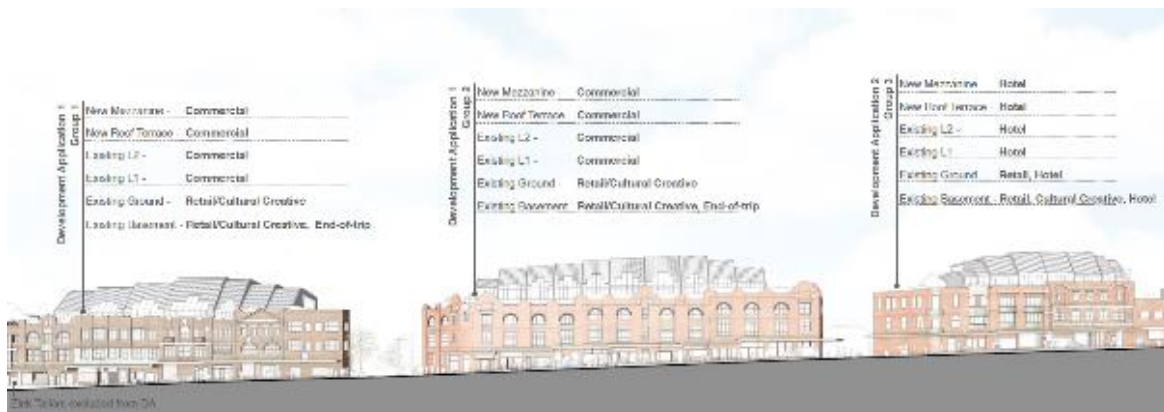 Development Application 1
Group 1
New Mezzanine - Commercial
New Roof Terrace - Commercial
Existing L2 - Commercial
Existing L1 - Commercial
Existing Ground - Retail/Cultural Creative
Existing Basement - Retail/Cultural Creative, End-of-trip
Development Application 1
Group 2
New Mezzanine Commercial
New Roof Terrace Commercial
Existing L2 - Commercial
Existing L1 - Commercial
Existing Ground Retail/Cultural Creative
Existing Basement Retail/Cultural Creative, End-of-trip
Development Application 2
Group 3
New Mezzanine Hotel
New Roof Terrace - Hotel
Existing L2 - Hotel
Existing L1 Hotel
Existing Ground Retail, Hotel
Existing Basement - Retail, Cultural Creative, Hotel
excluded from DA